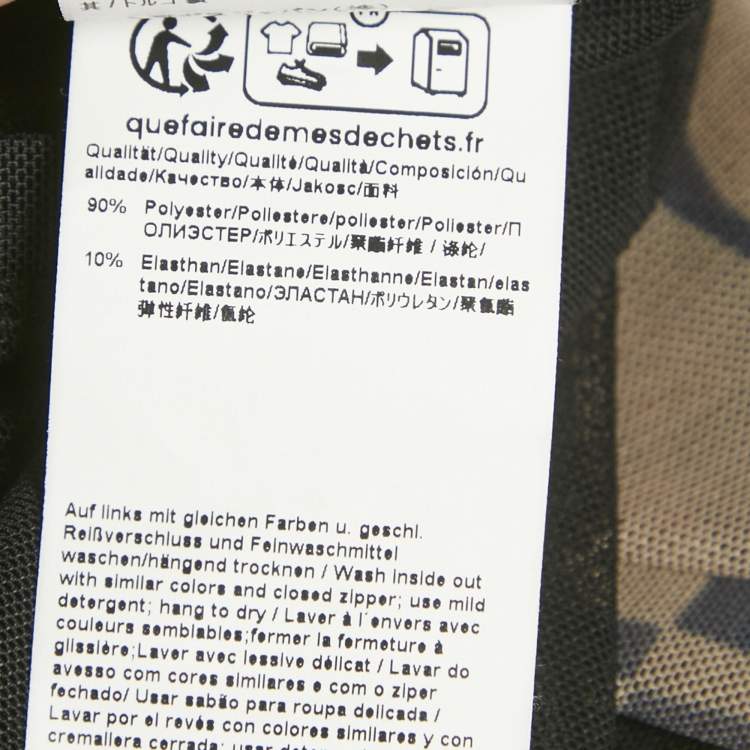 FR
quefairedemesdechets.fr
Qualität/Quality/Qualité/Qualità/Composición/Qu
alidade/Качество/本体/Jakosc/面料
90% Polyester/Poliestere/poliester/Poliester/П
ОЛИЭСТЕР/ポリエステル/聚酯纤维 / 涤纶/
10% Elasthan/Elastane/Elasthanne/Elastan/elas
tano/Elastano/ЭЛАСТАН/ポリウレタン/聚氨酯
弹性纤维/氨纶
Auf links mit gleichen Farben u. geschl.
Reißverschluss und Feinwaschmittel
waschen/hängend trocknen / Wash inside out
with similar colors and closed zipper; use mild
detergent; hang to dry / Laver à l'envers avec
couleurs semblables;fermer la fermeture à
glissière;Laver avec lessive délicat / Lavar do
avesso com cores similares e com o ziper
fechado/ Usar sabão para roupa delicada /
Lavar por el revés con colores similares y con
cremallera cerrada; usar